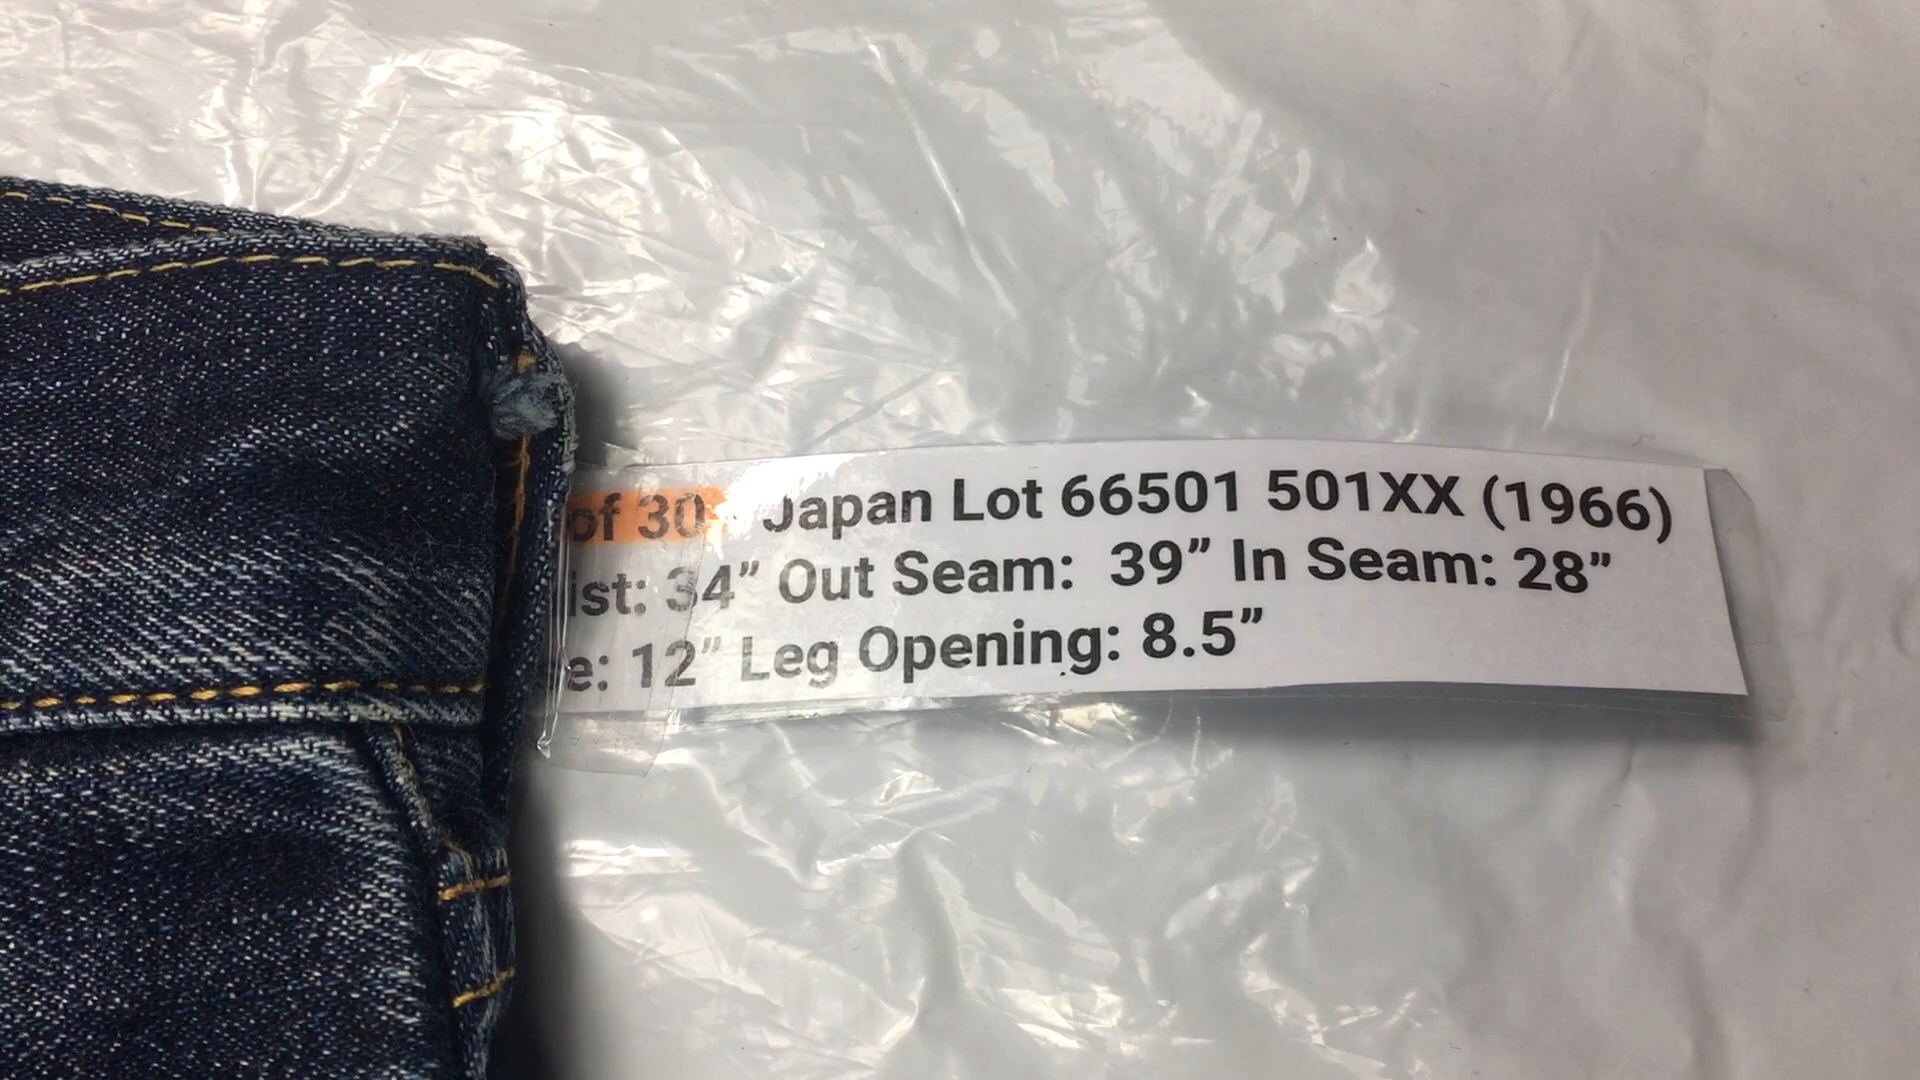 of 30 Japan Lot 66501 501XX (1966)
ist: 34” Out Seam: 39” In Seam: 28”
e: 12” Leg Opening: 8.5”